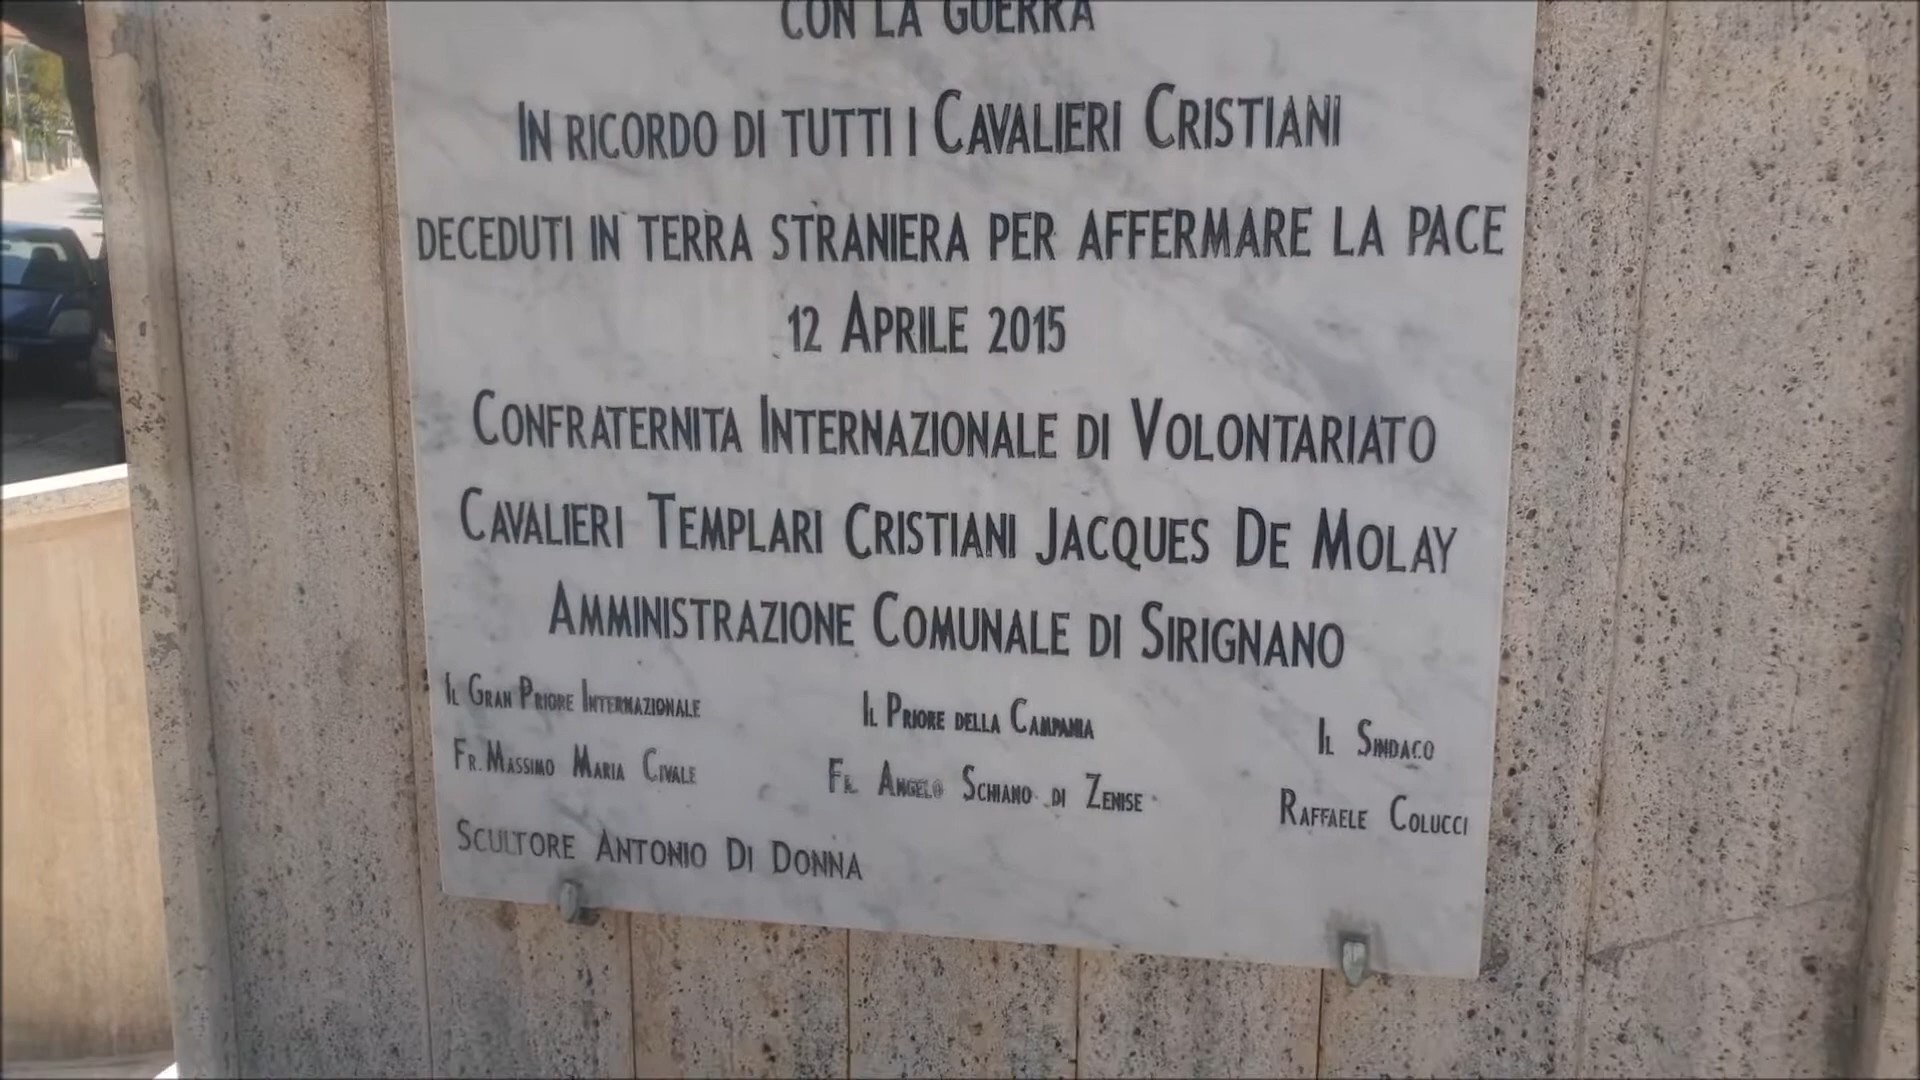 CON LA GUERRA
IN RICORDO DI TUTTI I CAVALIERI CRISTIANI
DECEDUTI IN TERRA STRANIERA PER AFFERMARE LA PACE
12 APRILE 2015
CONFRATERNITA INTERNAZIONALE DI VOLONTARIATO
CAVALIERI TEMPLARI CRISTIANI JACQUES DE MOLAY
AMMINISTRAZIONE COMUNALE DI SIRIGNANO
IL GRAN PRIORE INTERNAZIONALE IL PRIORE DELLA CAMPANIA IL SINDACO
FR. MASSIMO MARIA CIVALE FR. ANGELO SCHIANO DI ZENISE RAFFAELE COLUCCI
SCULTORE ANTONIO DI DONNA